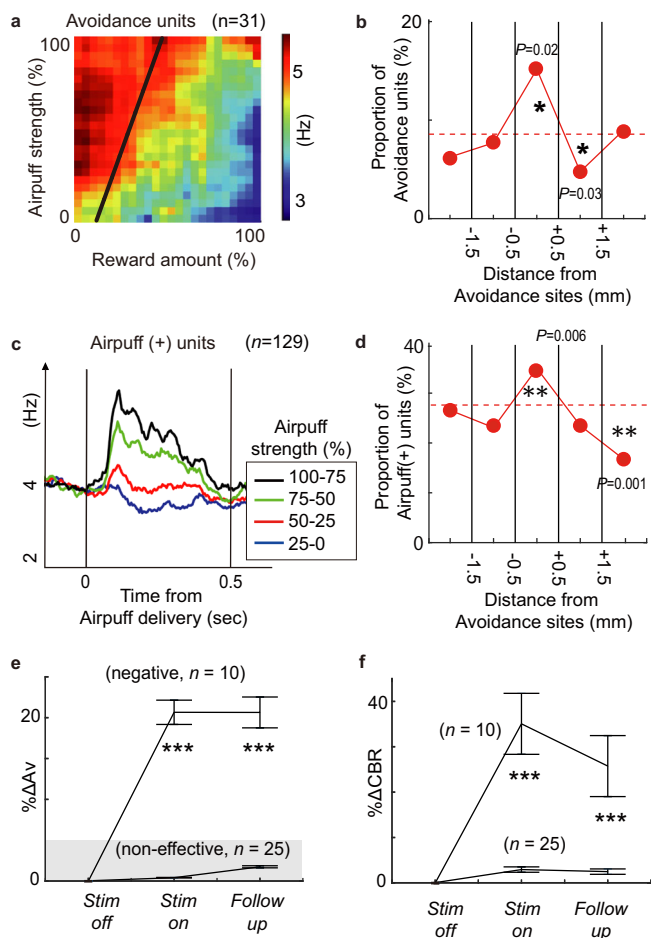 a
Avoidance units (n=31)
100
0
Airpuff strength (%)
0
100
Reward amount (%)
5
(Hz)
3
b
20
0
Proportion of
Avoidance units (%)
P=0.02
*
*
P=0.03
-1.5
-0.5
+0.5
+1.5
Distance from
Avoidance sites (mm)
c
Airpuff (+) units (n=129)
(Hz)
4
2
0
0.5
Time from
Airpuff delivery (sec)
Airpuff
strength (%)
100-75
75-50
50-25
25-0
d
40
0
Proportion of
Airpuff(+) units (%)
P=0.006
**
**
P=0.001
-1.5
-0.5
+0.5
+1.5
Distance from
Avoidance sites (mm)
e
(negative, n = 10)
20
0
%ΔAv
***
***
(non-effective, n = 25)
Stim
off
Stim
on
Follow
up
f
40
0
%ΔCBR
(n = 10)
***
***
(n = 25)
Stim
off
Stim
on
Follow
up